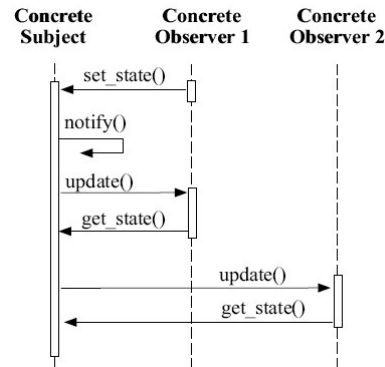 Concrete Concrete Concrete
Subject Observer 1 Observer 2
set_state()
notify()
update()
get_state()
update()
get_state()